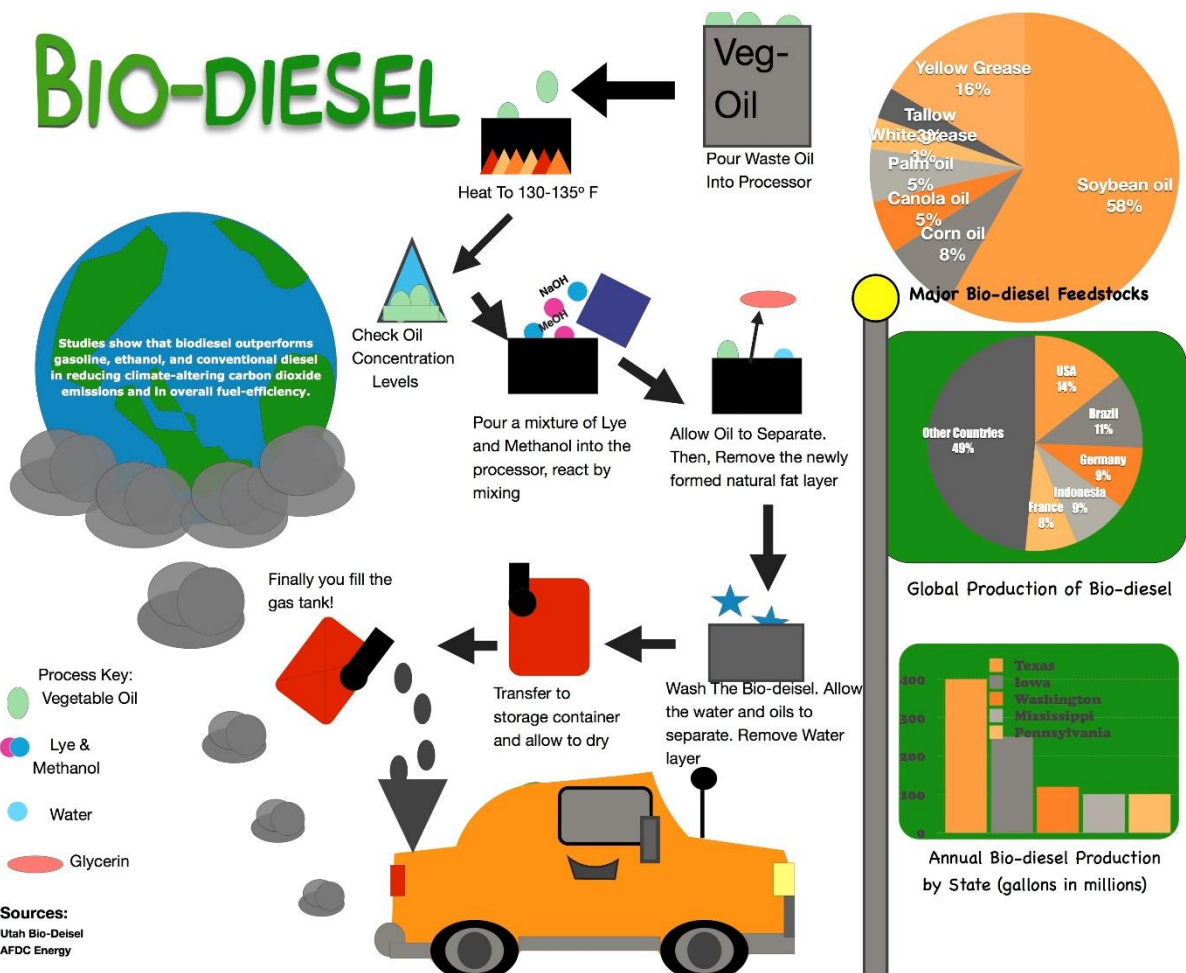 BIO-DIESEL
Veg-
Oil
Pour Waste Oil
Into Processor
Heat To 130-135º F
Check Oil
Concentration
Levels
NaOH
MeOH
Pour a mixture of Lye
and Methanol into the
processor, react by
mixing
Allow Oil to Separate.
Then, Remove the newly
formed natural fat layer
Wash The Bio-deisel. Allow
the water and oils to
separate. Remove Water
layer
Transfer to
storage container
and allow to dry
Finally you fill the
gas tank!
Studies show that biodiesel outperforms
gasoline, ethanol, and conventional diesel
in reducing climate-altering carbon dioxide
emissions and in overall fuel-efficiency.
Process Key:
Vegetable Oil
Lye &
Methanol
Water
Glycerin
Sources:
Utah Bio-Deisel
AFDC Energy
Yellow Grease
16%
Tallow
3%
White grease
3%
Palm oil
5%
Canola oil
5%
Corn oil
8%
Soybean oil
58%
Major Bio-diesel Feedstocks
USA
14%
Brazil
11%
Germany
9%
Indonesia
9%
France
8%
Other Countries
49%
Global Production of Bio-diesel
Texas
Iowa
Washington
Mississippi
Pennsylvania
400
300
200
100
0
Annual Bio-diesel Production
by State (gallons in millions)